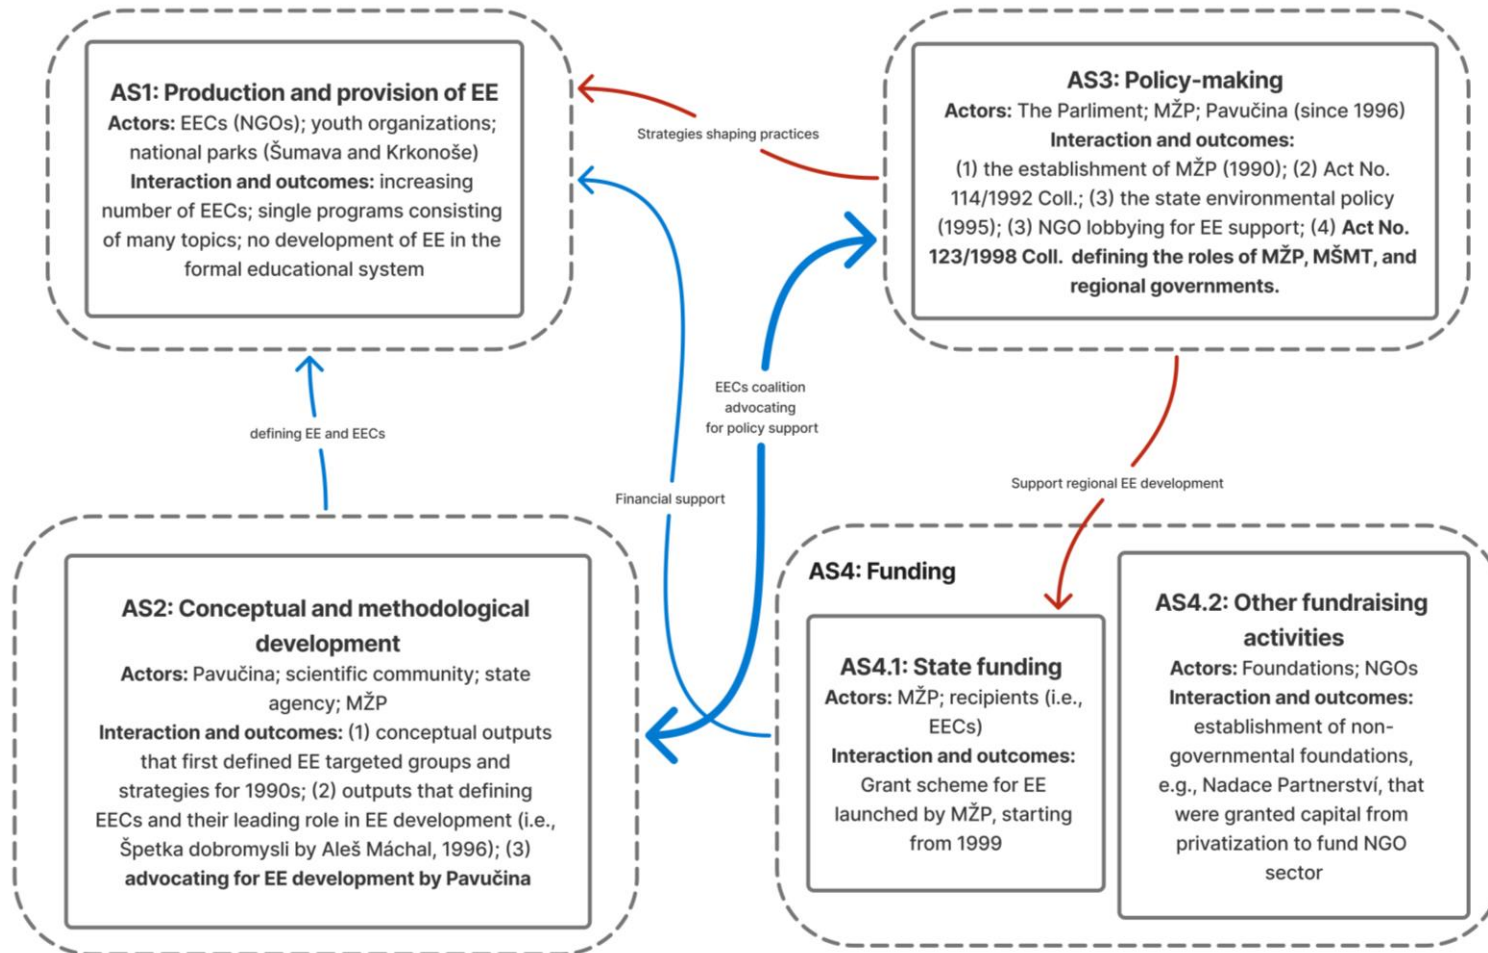 AS1: Production and provision of EE
Actors: EECs (NGOs); youth organizations;
national parks (Šumava and Krkonoše)
Interaction and outcomes: increasing
number of EECs; single programs consisting
of many topics; no development of EE in the
formal educational system
Strategies shaping practices
AS3: Policy-making
Actors: The Parliment; MŽP; Pavučina (since 1996)
Interaction and outcomes:
(1) the establishment of MŽP (1990); (2) Act No.
114/1992 Coll.; (3) the state environmental policy
(1995); (3) NGO lobbying for EE support; (4) Act No.
123/1998 Coll. defining the roles of MŽP, MŠMT, and
regional governments.
defining EE and EECs
EECs coalition
advocating
for policy support
Financial support
Support regional EE development
AS2: Conceptual and methodological
development
Actors: Pavučina; scientific community; state
agency; MŽP
Interaction and outcomes: (1) conceptual outputs
that first defined EE targeted groups and
strategies for 1990s; (2) outputs that defining
EECs and their leading role in EE development (i.e.,
Špetka dobromysli by Aleš Máchal, 1996); (3)
advocating for EE development by Pavučina
AS4: Funding
AS4.1: State funding
Actors: MŽP; recipients (i.e.,
EECs)
Interaction and outcomes:
Grant scheme for EE
launched by MŽP, starting
from 1999
AS4.2: Other fundraising
activities
Actors: Foundations; NGOs
Interaction and outcomes:
establishment of non-
governmental foundations,
e.g., Nadace Partnerství, that
were granted capital from
privatization to fund NGO
sector